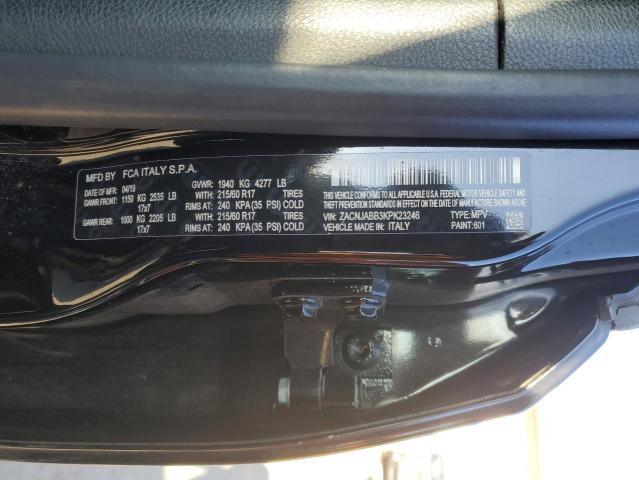 MFD BY FCA ITALY S.P.A.
DATE OF MFR: 04/19 GVWR: 1940 KG 4277 LB
GAWR FRONT: 1150 KG 2535 LB WITH: 215/60 R17 TIRES
17x7 RIMS AT: 240 KPA(35 PSI) COLD
GAWR REAR: 1000 KG 2205 LB WITH: 215/60 R17 TIRES
17x7 RIMS AT: 240 KPA(35 PSI) COLD
THIS VEHICLE CONFORMS TO ALL APPLICABLE U.S.A. FEDERAL MOTOR VEHICLE SAFETY, BUMPER AND
THEFT PREVENTION STANDARDS IN EFFECT ON THE DATE OF MANUFACTURE SHOWN ABOVE.
VIN: ZACNJABB3KPK23246 TYPE: MPV
VEHICLE MADE IN: ITALY PAINT: 601